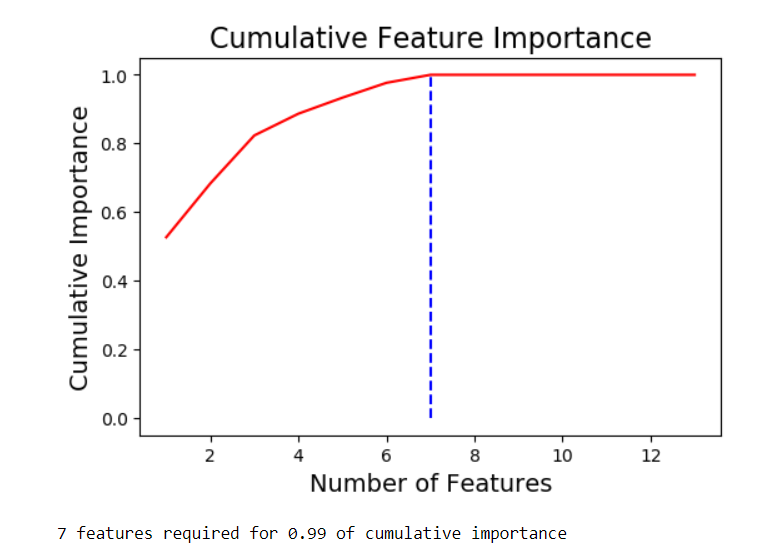 Cumulative Feature Importance
Cumulative Importance
1.0
0.8
0.6
0.4
0.2
0.0
2 4 6 8 10 12
Number of Features
7 features required for 0.99 of cumulative importance